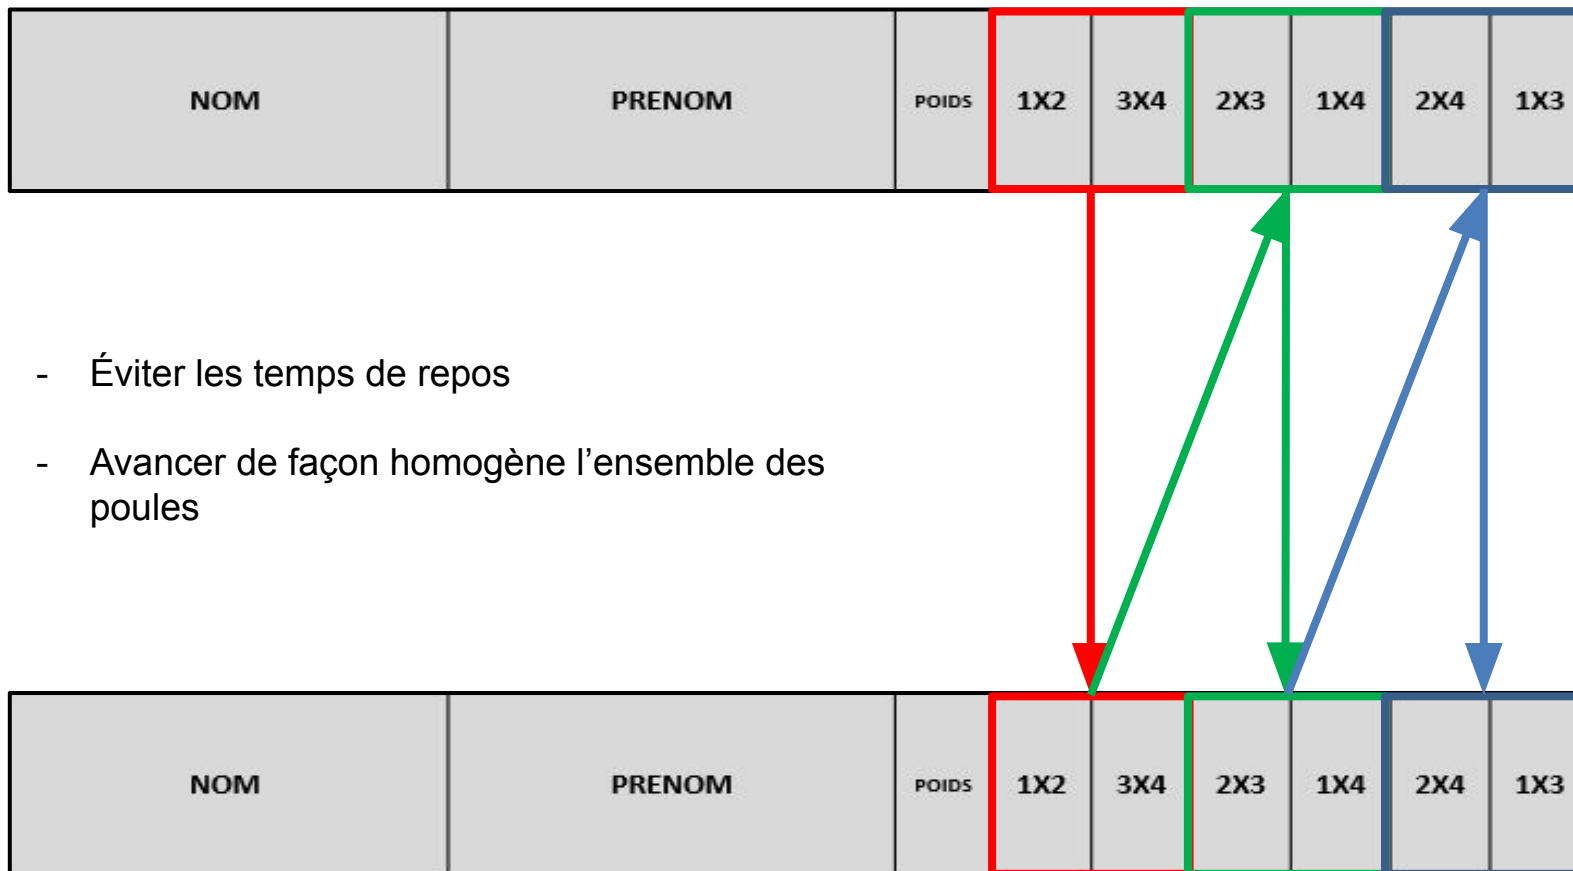 NOM PRENOM POIDS 1X2 3X4 2X3 1X4 2X4 1X3
- Éviter les temps de repos
- Avancer de façon homogène l’ensemble des
poules
NOM PRENOM POIDS 1X2 3X4 2X3 1X4 2X4 1X3